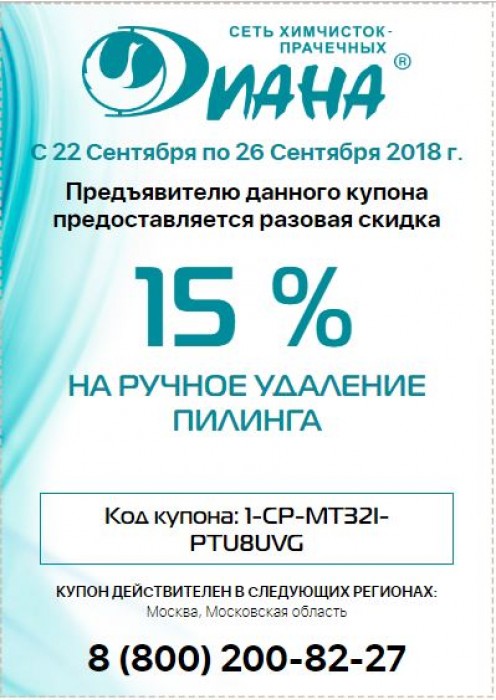 СЕТЬ ХИМЧИСТОК-
ПРАЧЕЧНЫХ
ДИАНА®
С 22 Сентября по 26 Сентября 2018 г.
Предъявителю данного купона
предоставляется разовая скидка
15 %
НА РУЧНОЕ УДАЛЕНИЕ
ПИЛИНГА
Код купона: 1-CP-MT32I-
PTU8UVG
КУПОН ДЕЙСТВИТЕЛЕН В СЛЕДУЮЩИХ РЕГИОНАХ:
Москва, Московская область
8 (800) 200-82-27